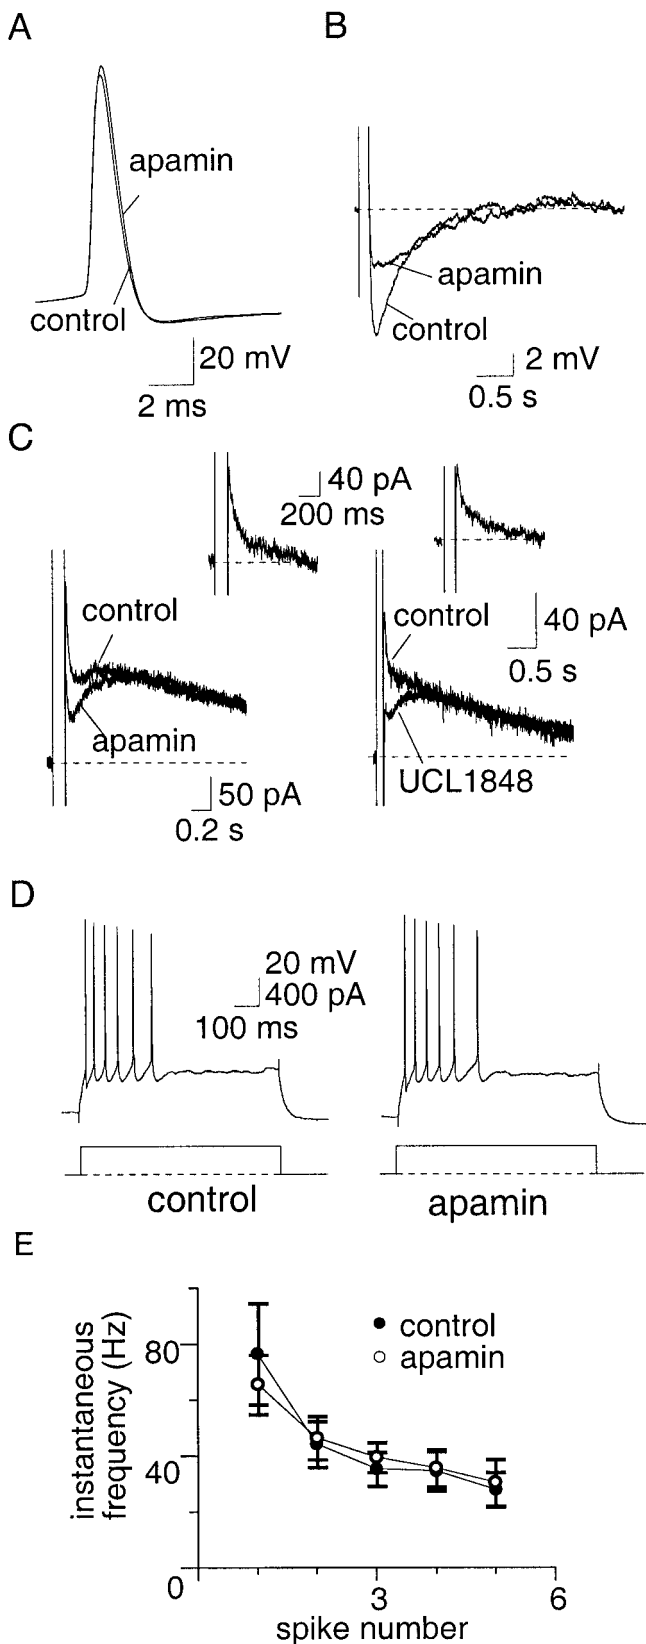 A
apamin
control
20 mV
2 ms
B
apamin
control
2 mV
0.5 s
C
40 pA
200 ms
control
apamin
50 pA
0.2 s
control
40 pA
0.5 s
UCL1848
D
20 mV
400 pA
100 ms
control
apamin
E
instantaneous
frequency (Hz)
80
40
0
control
apamin
3
6
spike number